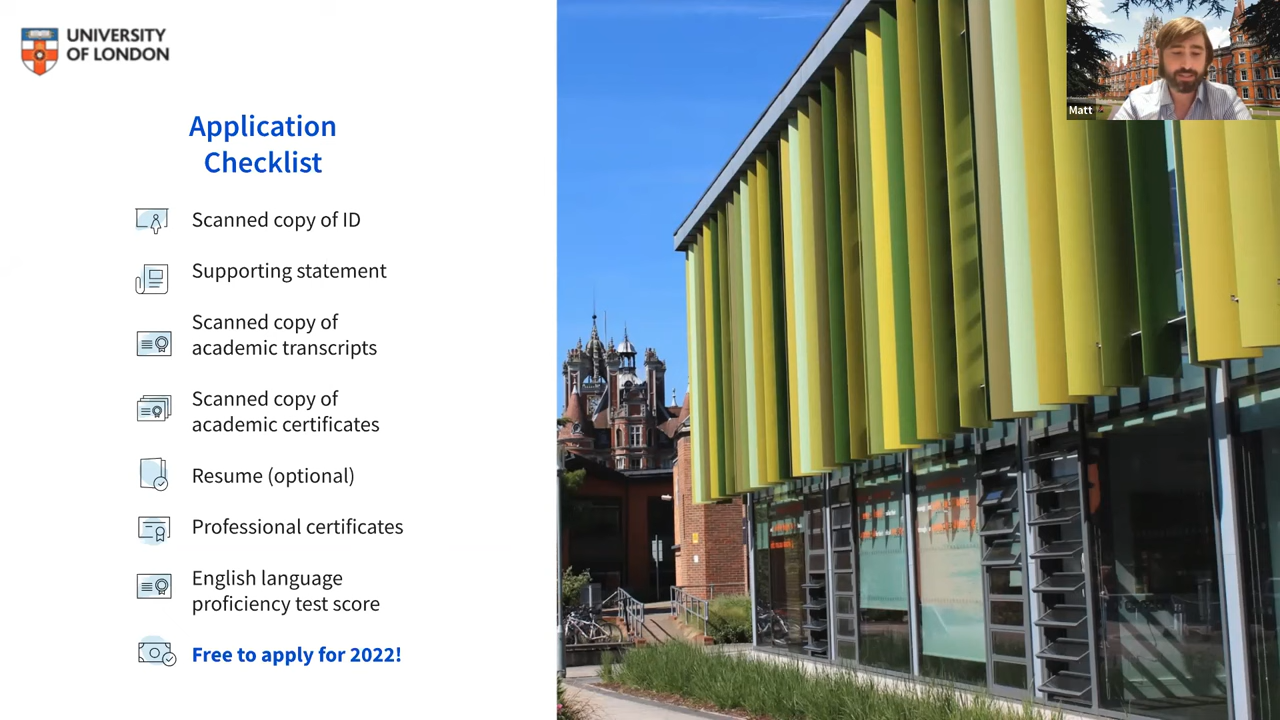 UNIVERSITY
OF LONDON
Application
Checklist
Scanned copy of ID
Supporting statement
Scanned copy of
academic transcripts
Scanned copy of
academic certificates
Resume (optional)
Professional certificates
English language
proficiency test score
Free to apply for 2022!
Matt